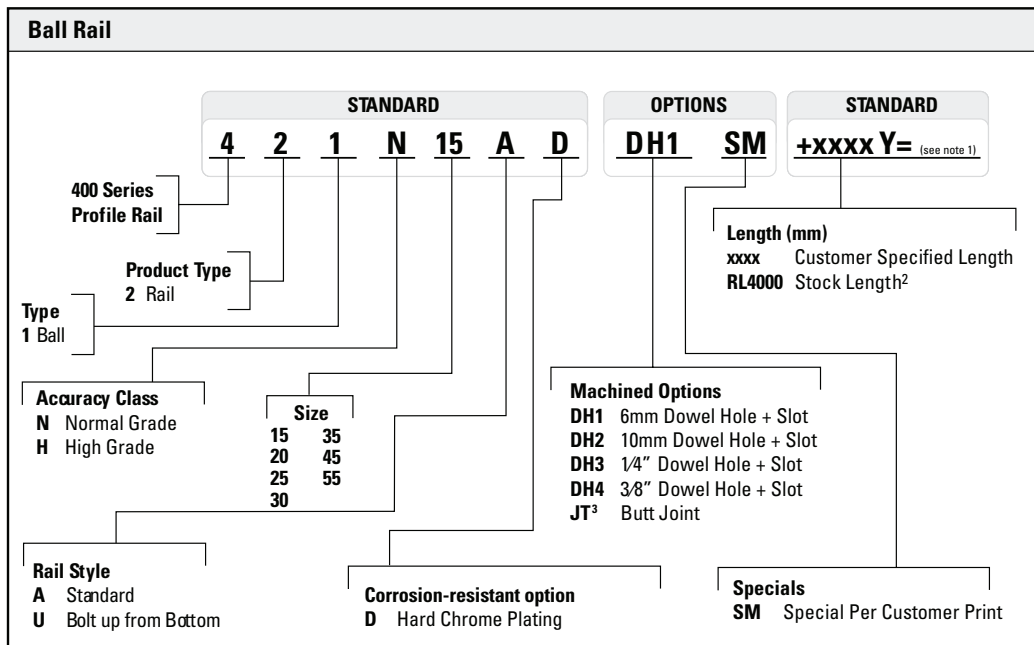 Ball Rail
STANDARD OPTIONS STANDARD
4 2 1 N 15 A D DH1 SM +xxxx Y= (see note 1)
400 Series
Profile Rail
Product Type
2 Rail
Type
1 Ball
Length (mm)
xxxx Customer Specified Length
RL4000 Stock Length²
Accuracy Class
N Normal Grade
H High Grade
Size
15 35
20 45
25 55
30
Machined Options
DH1 6mm Dowel Hole + Slot
DH2 10mm Dowel Hole + Slot
DH3 1⁄4” Dowel Hole + Slot
DH4 3⁄8” Dowel Hole + Slot
JT³ Butt Joint
Rail Style
A Standard
U Bolt up from Bottom
Corrosion-resistant option
D Hard Chrome Plating
Specials
SM Special Per Customer Print